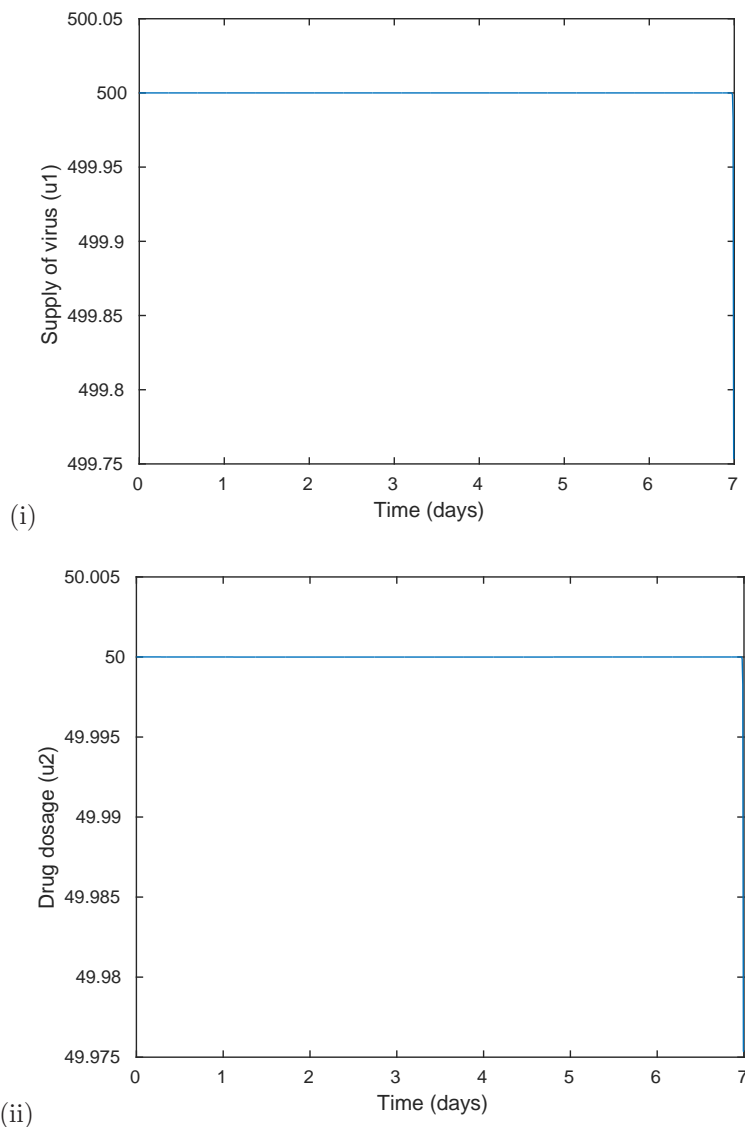 500.05
500
499.95
499.9
499.85
499.8
499.75
Supply of virus (u1)
0 1 2 3 4 5 6 7
Time (days)
(i)
50.005
50
49.995
49.99
49.985
49.98
49.975
Drug dosage (u2)
0 1 2 3 4 5 6 7
Time (days)
(ii)